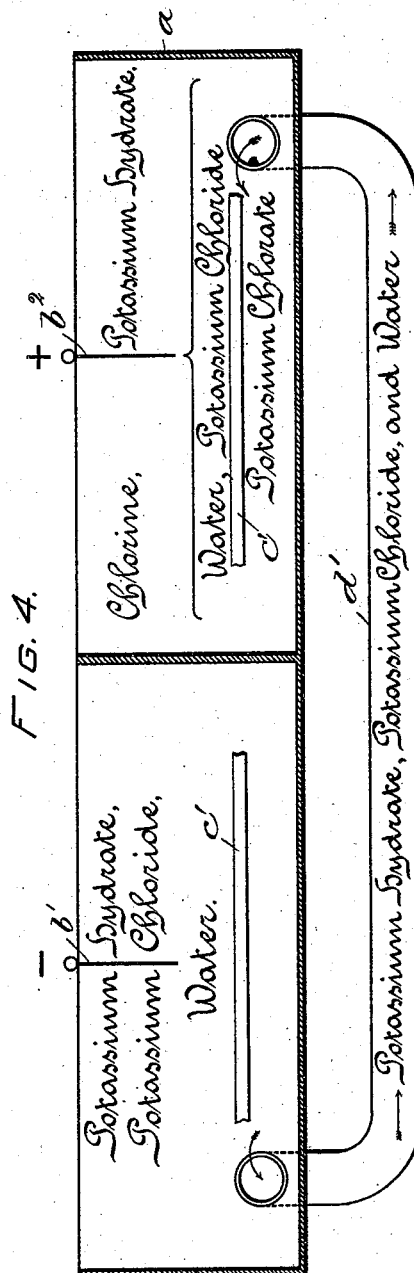 FIG. 4.
− b'
+ b²
a
Potassium Hydrate,
Potassium Chloride,
Water.
c'
Chlorine,
Potassium Hydrate.
Water, Potassium Chloride
c'
Potassium Chlorate
d'
Potassium Hydrate, Potassium Chloride, and Water